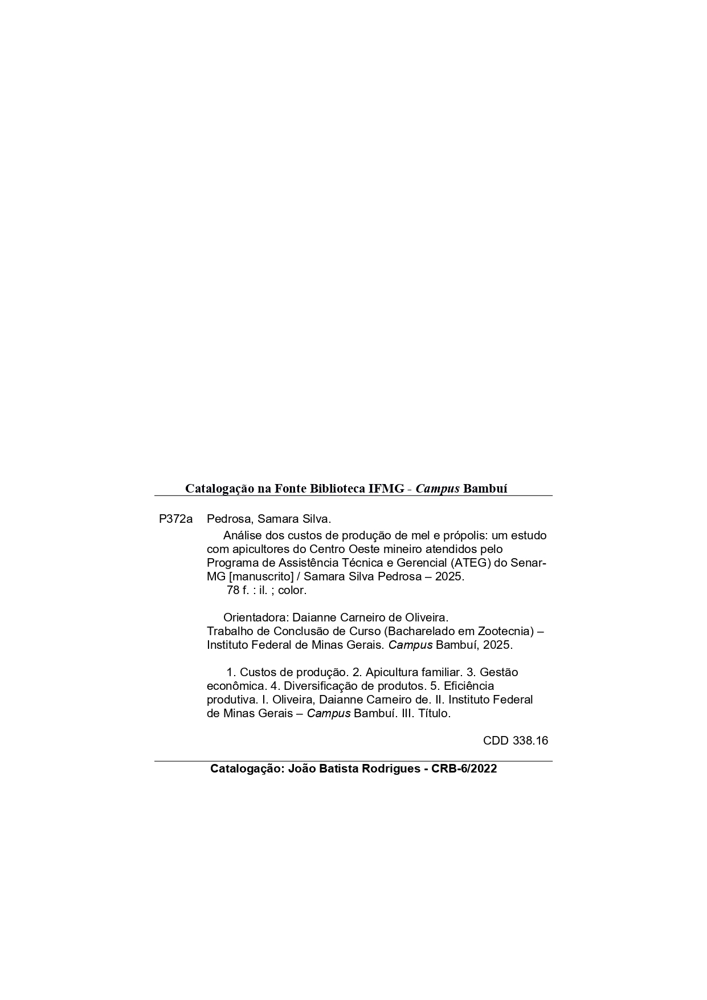 Catalogação na Fonte Biblioteca IFMG - Campus Bambuí
P372a Pedrosa, Samara Silva.
Análise dos custos de produção de mel e própolis: um estudo
com apicultores do Centro Oeste mineiro atendidos pelo
Programa de Assistência Técnica e Gerencial (ATEG) do Senar-
MG [manuscrito] / Samara Silva Pedrosa – 2025.
78 f. : il. ; color.
Orientadora: Daianne Carneiro de Oliveira.
Trabalho de Conclusão de Curso (Bacharelado em Zootecnia) –
Instituto Federal de Minas Gerais. Campus Bambuí, 2025.
1. Custos de produção. 2. Apicultura familiar. 3. Gestão
econômica. 4. Diversificação de produtos. 5. Eficiência
produtiva. I. Oliveira, Daianne Carneiro de. II. Instituto Federal
de Minas Gerais – Campus Bambuí. III. Título.
CDD 338.16
Catalogação: João Batista Rodrigues - CRB-6/2022